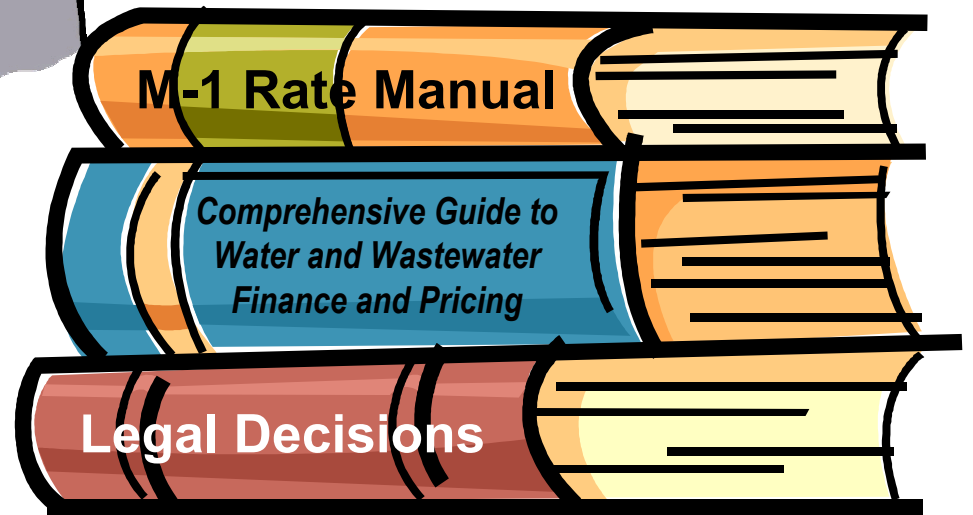 M-1 Rate Manual
Comprehensive Guide to
Water and Wastewater
Finance and Pricing
Legal Decisions